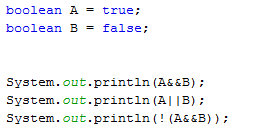 boolean A = true;
boolean B = false;
System.out.println(A&&B);
System.out.println(A||B);
System.out.println(!(A&&B));